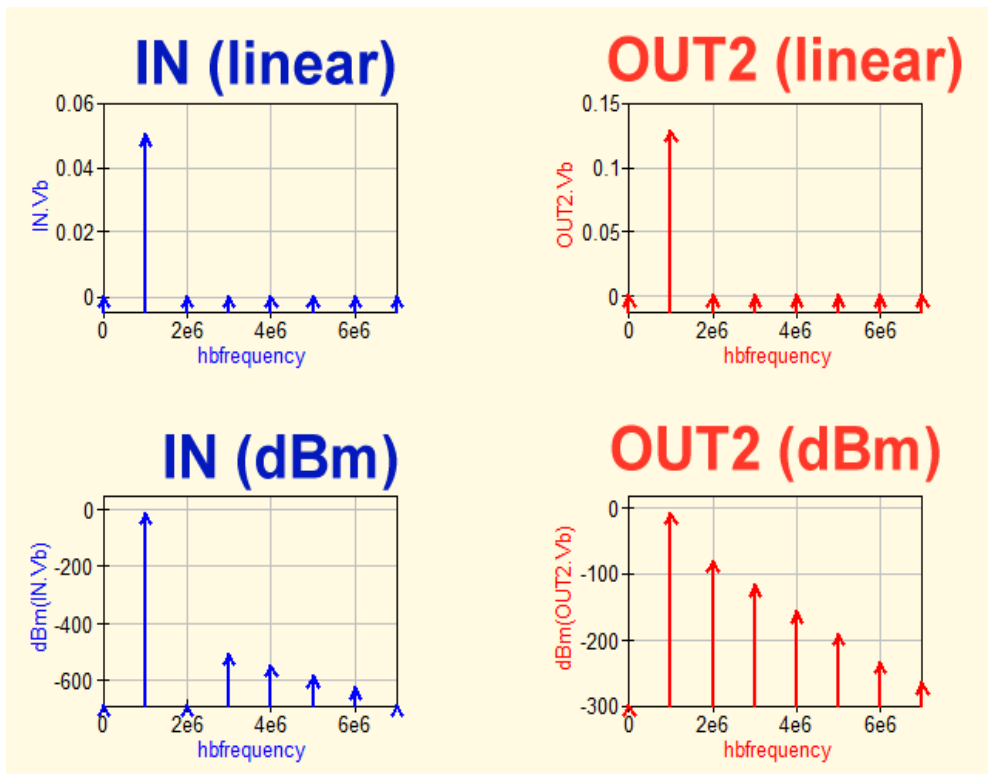 IN (linear)
0.06
0.04
0.02
0
IN.Vb
0 2e6 4e6 6e6
hbfrequency
OUT2 (linear)
0.15
0.1
0.05
0
OUT2.Vb
0 2e6 4e6 6e6
hbfrequency
IN (dBm)
0
-200
-400
-600
dBm(IN.Vb)
0 2e6 4e6 6e6
hbfrequency
OUT2 (dBm)
0
-100
-200
-300
dBm(OUT2.Vb)
0 2e6 4e6 6e6
hbfrequency